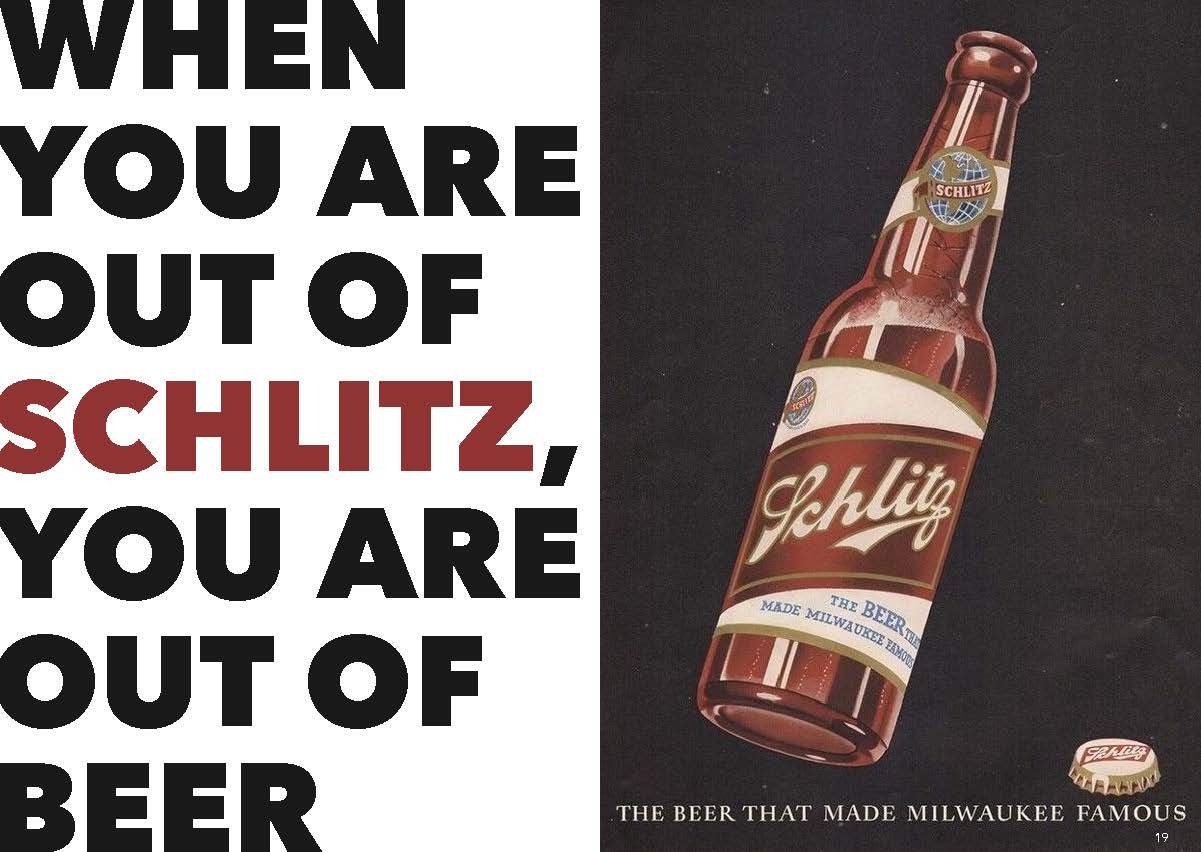 WHEN
YOU ARE
OUT OF
SCHLITZ,
YOU ARE
OUT OF
BEER
SCHLITZ
SCHLITZ
Schlitz
THE BEER THAT
MADE MILWAUKEE FAMOUS
Schlitz
THE BEER THAT MADE MILWAUKEE FAMOUS
19